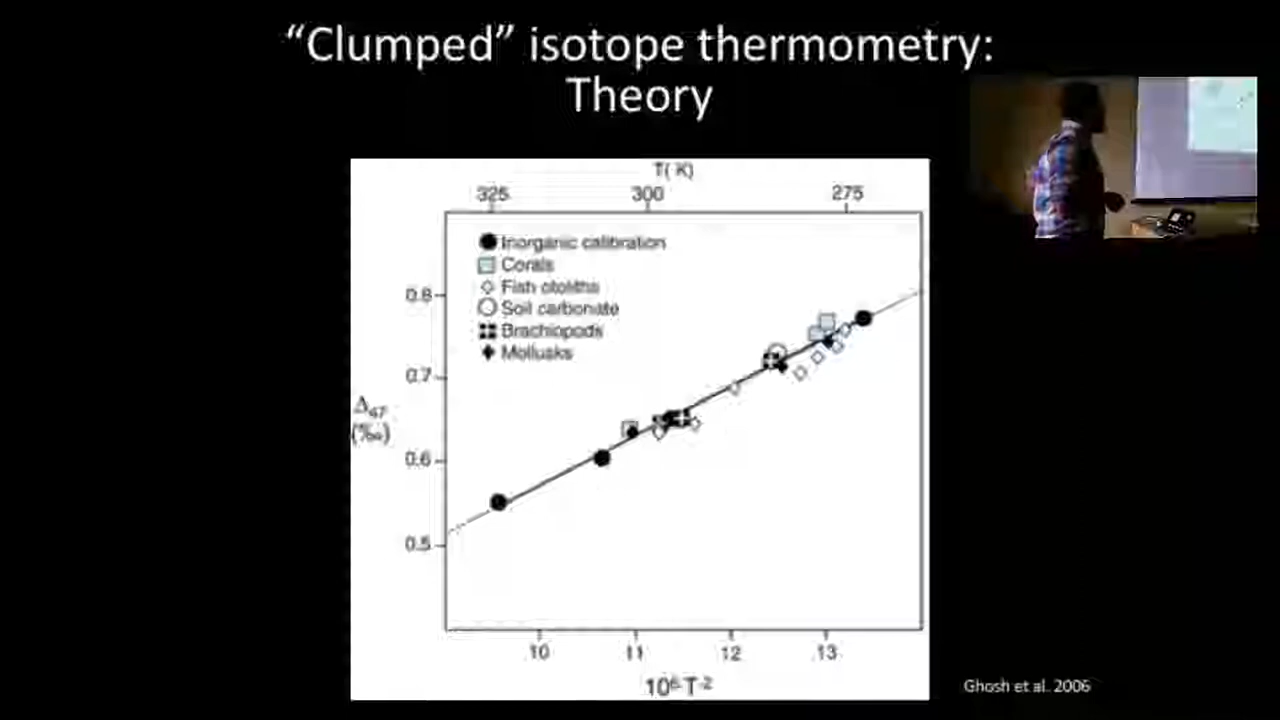 “Clumped” isotope thermometry:
Theory
T( K)
325 300 275
Inorganic calibration
Corals
Fish otoliths
Soil carbonate
Brachiopods
Mollusks
0.8
0.7
Δ47
(‰)
0.6
0.5
10 11 12 13
10⁶·T⁻²
Ghosh et al. 2006